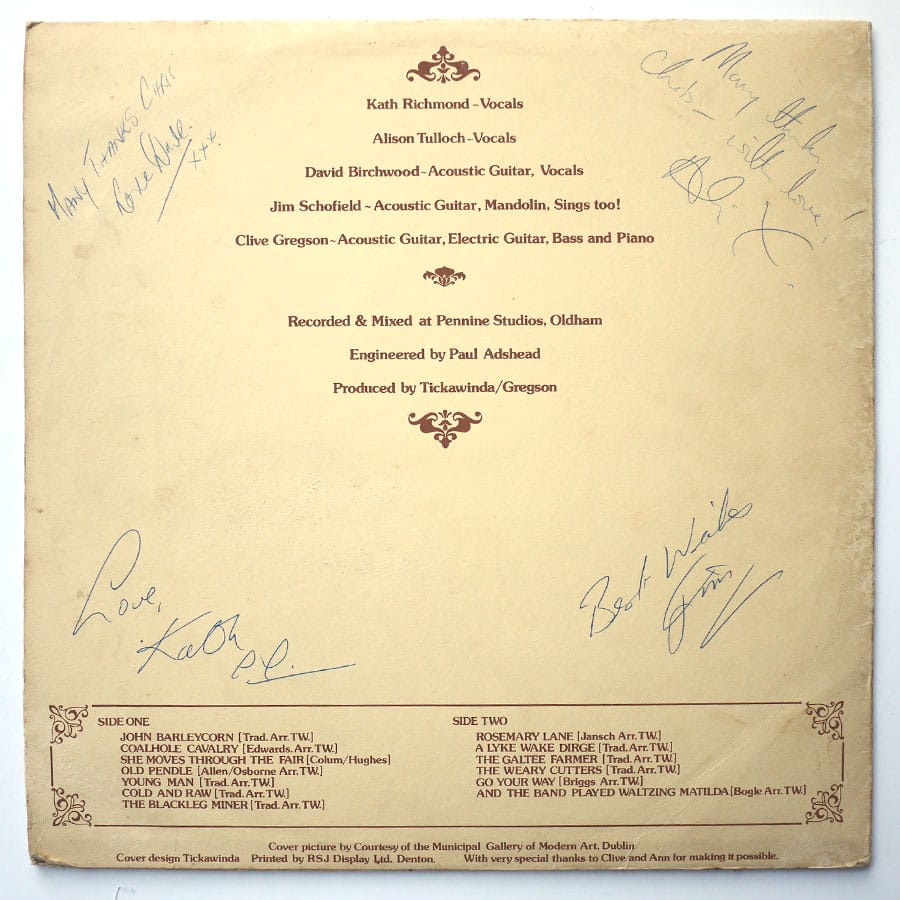 Many Thanks Chris
Love Dave.
xxx.
Many thanks
Chris – with love!
Ali X
Kath Richmond~Vocals
Alison Tulloch~Vocals
David Birchwood~Acoustic Guitar, Vocals
Jim Schofield~Acoustic Guitar, Mandolin, Sings too!
Clive Gregson~Acoustic Guitar, Electric Guitar, Bass and Piano
Recorded & Mixed at Pennine Studios, Oldham
Engineered by Paul Adshead
Produced by Tickawinda/Gregson
Love,
Kath
Best Wishes
Jim
SIDE ONE
JOHN BARLEYCORN [Trad. Arr. TW.]
COALHOLE CAVALRY [Edwards. Arr. TW.]
SHE MOVES THROUGH THE FAIR [Colum/Hughes]
OLD PENDLE [Allen/Osborne Arr. TW.]
YOUNG MAN [Trad. Arr. TW.]
COLD AND RAW [Trad. Arr. TW.]
THE BLACKLEG MINER [Trad. Arr. TW.]
SIDE TWO
ROSEMARY LANE [Jansch Arr. TW.]
A LYKE WAKE DIRGE [Trad. Arr. TW.]
THE GALTEE FARMER [Trad. Arr. TW.]
THE WEARY CUTTERS [Trad. Arr. TW.]
GO YOUR WAY [Briggs Arr. TW.]
AND THE BAND PLAYED WALTZING MATILDA [Bogle Arr. TW.]
Cover picture by Courtesy of the Municipal Gallery of Modern Art, Dublin
Cover design Tickawinda Printed by RSJ Display Ltd. Denton. With very special thanks to Clive and Ann for making it possible.